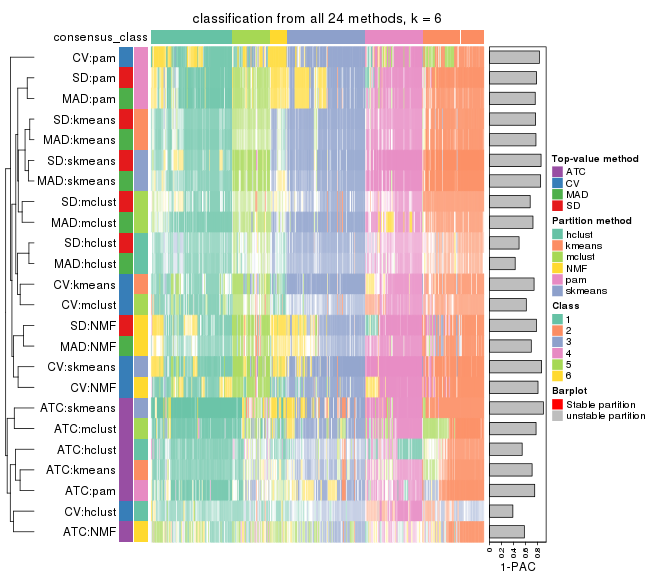 classification from all 24 methods, k = 6
consensus_class
CV:pam
SD:pam
MAD:pam
SD:kmeans
MAD:kmeans
SD:skmeans
MAD:skmeans
SD:mclust
MAD:mclust
SD:hclust
MAD:hclust
CV:kmeans
CV:mclust
SD:NMF
MAD:NMF
CV:skmeans
CV:NMF
ATC:skmeans
ATC:mclust
ATC:hclust
ATC:kmeans
ATC:pam
CV:hclust
ATC:NMF
0 0.2 0.4 0.6 0.8
1-PAC
Top-value method
ATC
CV
MAD
SD
Partition method
hclust
kmeans
mclust
NMF
pam
skmeans
Class
1
2
3
4
5
6
Barplot
Stable partition
unstable partition